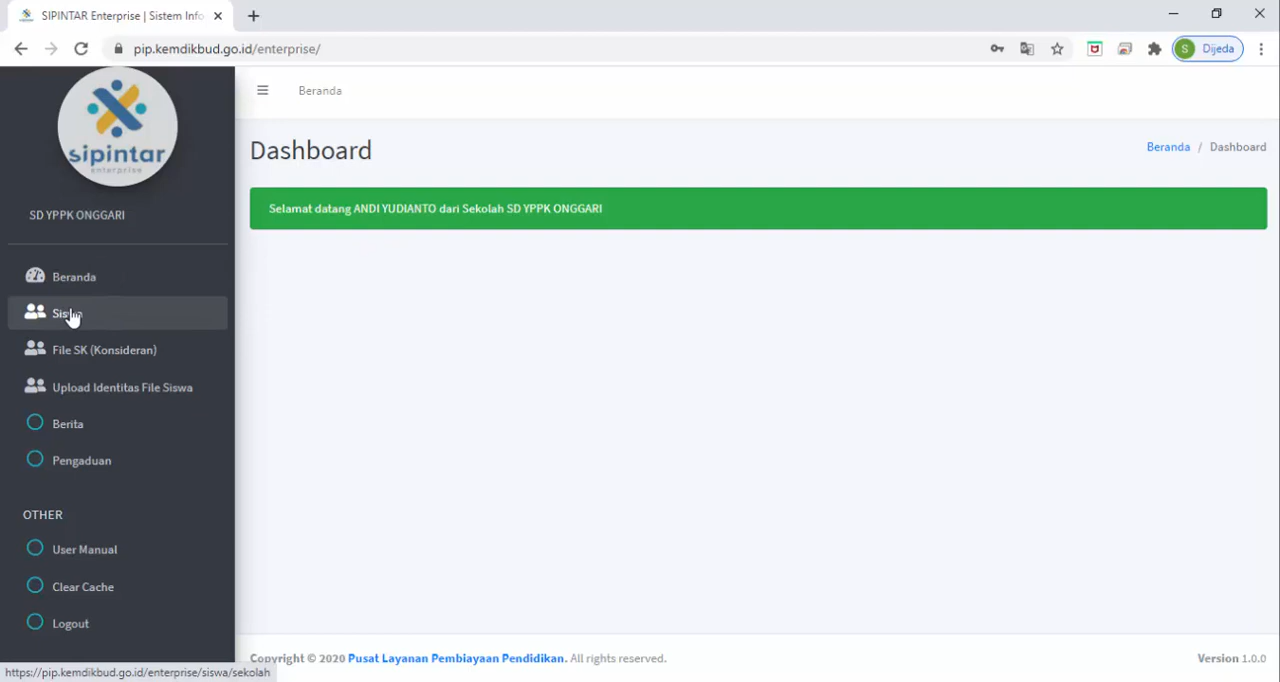 SIPINTAR Enterprise | Sistem Info
pip.kemdikbud.go.id/enterprise/
S Dijeda
sipintar
enterprise
SD YPPK ONGGARI
Beranda
Siswa
File SK (Konsideran)
Upload Identitas File Siswa
Berita
Pengaduan
OTHER
User Manual
Clear Cache
Logout
https://pip.kemdikbud.go.id/enterprise/siswa/sekolah
Beranda
Dashboard
Beranda / Dashboard
Selamat datang ANDI YUDIANTO dari Sekolah SD YPPK ONGGARI
Copyright © 2020 Pusat Layanan Pembiayaan Pendidikan. All rights reserved.
Version 1.0.0